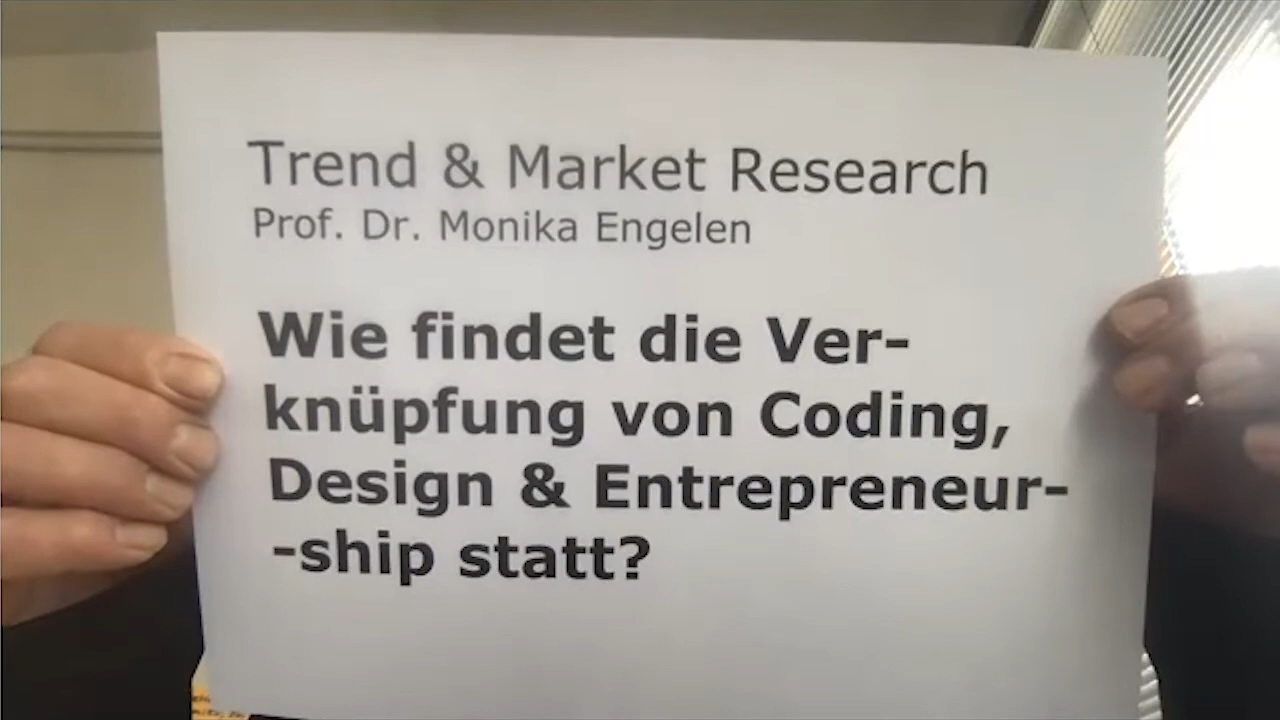 Trend & Market Research
Prof. Dr. Monika Engelen
Wie findet die Ver-
knüpfung von Coding,
Design & Entrepreneur-
-ship statt?